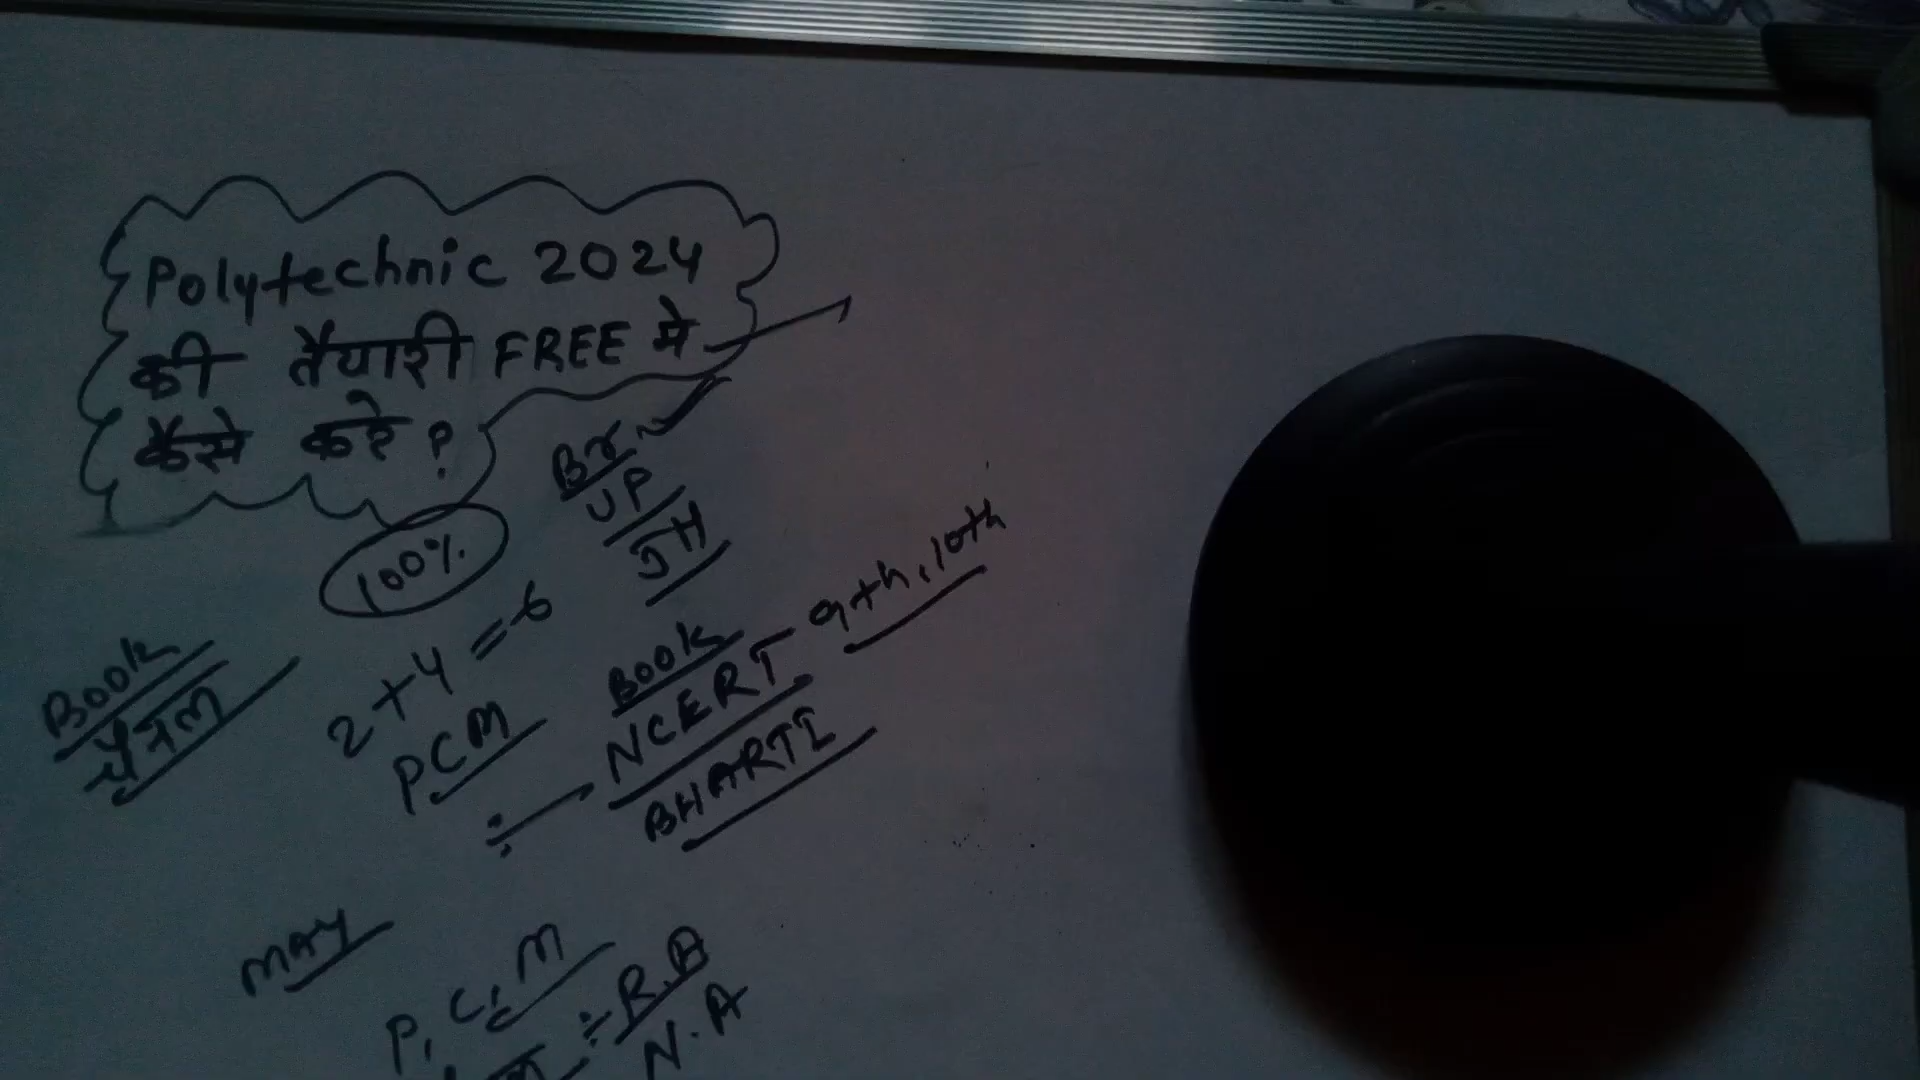 Polytechnic 2024
की तैयारी FREE मे
कैसे करे ?
100%
Br
UP
JH
2+4=6
PCM
Book
चैनल
Book
NCERT 9th, 10th
BHARTI
MAY
P, C, M
R.B
N.A